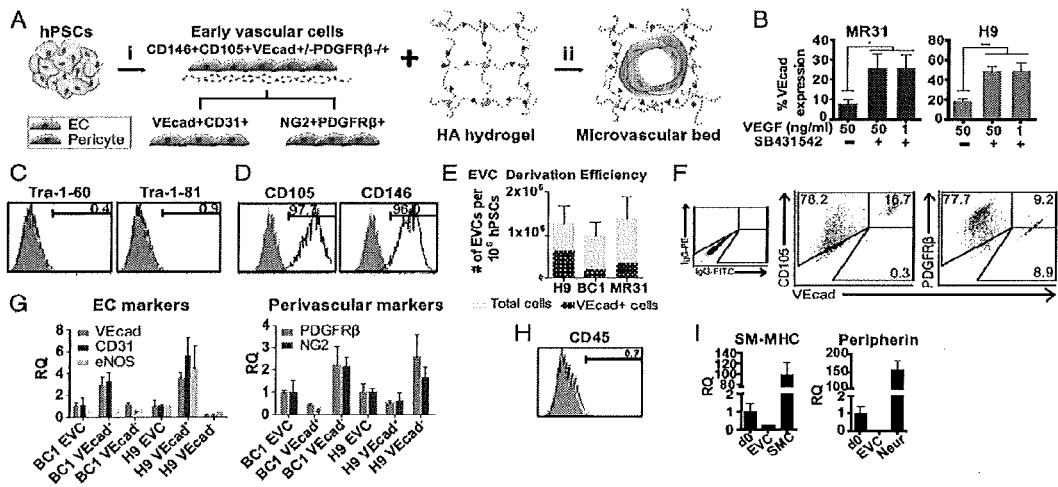 A
hPSCs
i
Early vascular cells
CD146+CD105+VEcad+/-PDGFRβ-/+
+
ii
EC
Pericyte
VEcad+CD31+
NG2+PDGFRβ+
HA hydrogel
Microvascular bed
B
MR31
H9
% VEcad expression
40
30
20
10
0
100
80
60
40
20
0
VEGF (ng/ml)
50 50 1
50 50 1
SB431542
- + +
- + +
C
Tra-1-60
0.4
Tra-1-81
0.9
D
CD105
97.7
CD146
96.0
E
EVC Derivation Efficiency
# of EVCs per 10⁶ hPSCs
2x10⁶
1x10⁶
0
H9 BC1 MR31
Total cells
VEcad+ cells
F
IgG-PE
IgG-FITC
CD105
78.2
16.7
0.3
PDGFRβ
77.7
9.2
8.9
VEcad
G
EC markers
RQ
8
6
4
2
0
VEcad
CD31
eNOS
BC1 EVC
BC1 VEcad⁺
BC1 VEcad⁻
H9 EVC
H9 VEcad⁺
H9 VEcad⁻
Perivascular markers
RQ
4
3
2
1
0
PDGFRβ
NG2
BC1 EVC
BC1 VEcad⁺
BC1 VEcad⁻
H9 EVC
H9 VEcad⁺
H9 VEcad⁻
H
CD45
0.7
I
SM-MHC
RQ
140
120
100
80
2
1
0
d0
EVC
SMC
Peripherin
RQ
200
150
100
50
2
1
0
d0
EVC
Neur